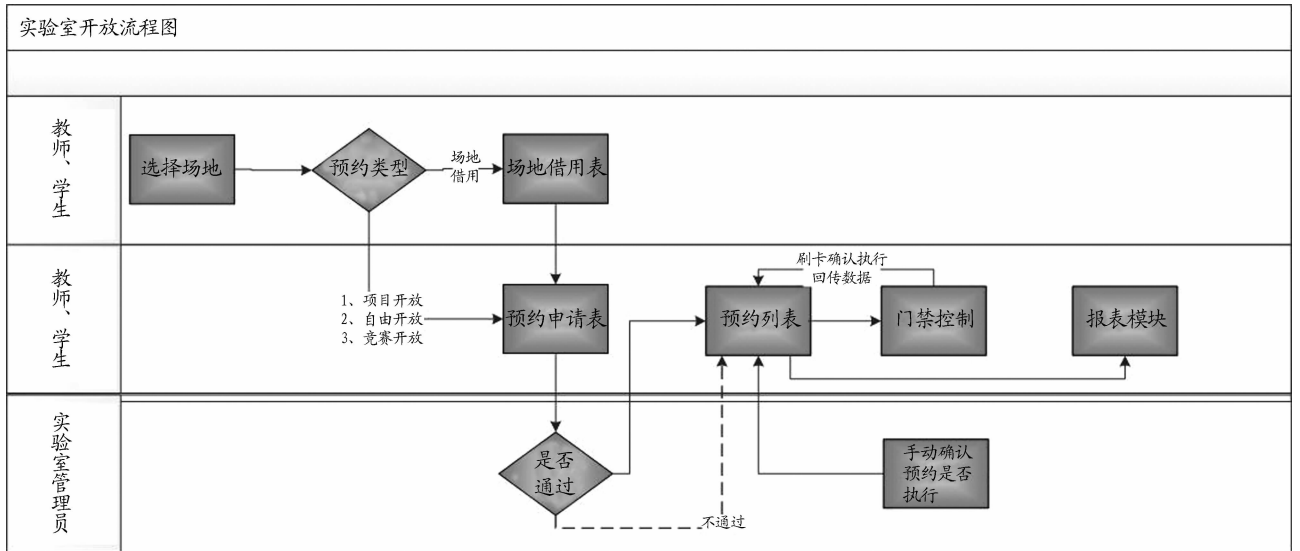 实验室开放流程图
教师、学生
选择场地
预约类型
场地
借用
场地借用表
教师、学生
1、项目开放
2、自由开放
3、竞赛开放
预约申请表
预约列表
刷卡确认执行
回传数据
门禁控制
报表模块
实验室管理员
是否
通过
不通过
手动确认
预约是否
执行